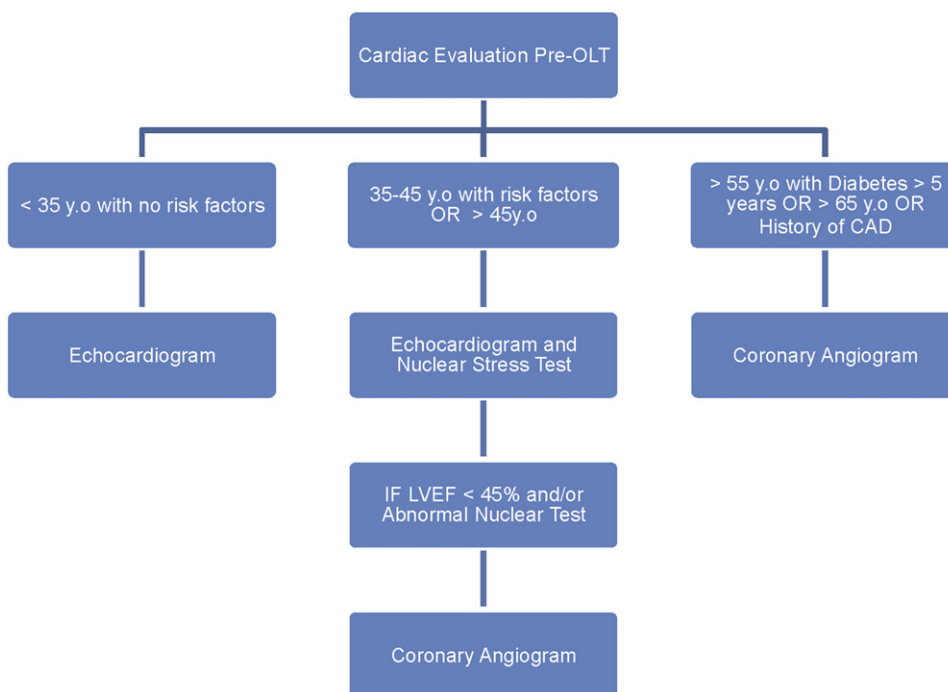 Cardiac Evaluation Pre-OLT
< 35 y.o with no risk factors
35-45 y.o with risk factors
OR > 45y.o
> 55 y.o with Diabetes > 5
years OR > 65 y.o OR
History of CAD
Echocardiogram
Echocardiogram and
Nuclear Stress Test
Coronary Angiogram
IF LVEF < 45% and/or
Abnormal Nuclear Test
Coronary Angiogram